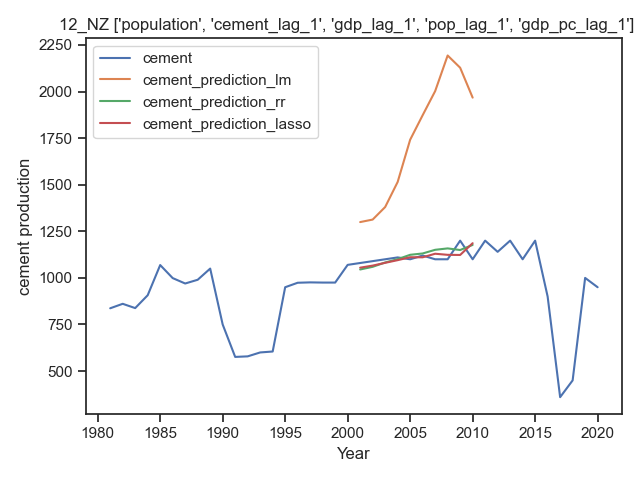 12_NZ ['population', 'cement_lag_1', 'gdp_lag_1', 'pop_lag_1', 'gdp_pc_lag_1']
2250
2000
1750
1500
1250
1000
750
500
cement production
cement
cement_prediction_lm
cement_prediction_rr
cement_prediction_lasso
1980 1985 1990 1995 2000 2005 2010 2015 2020
Year